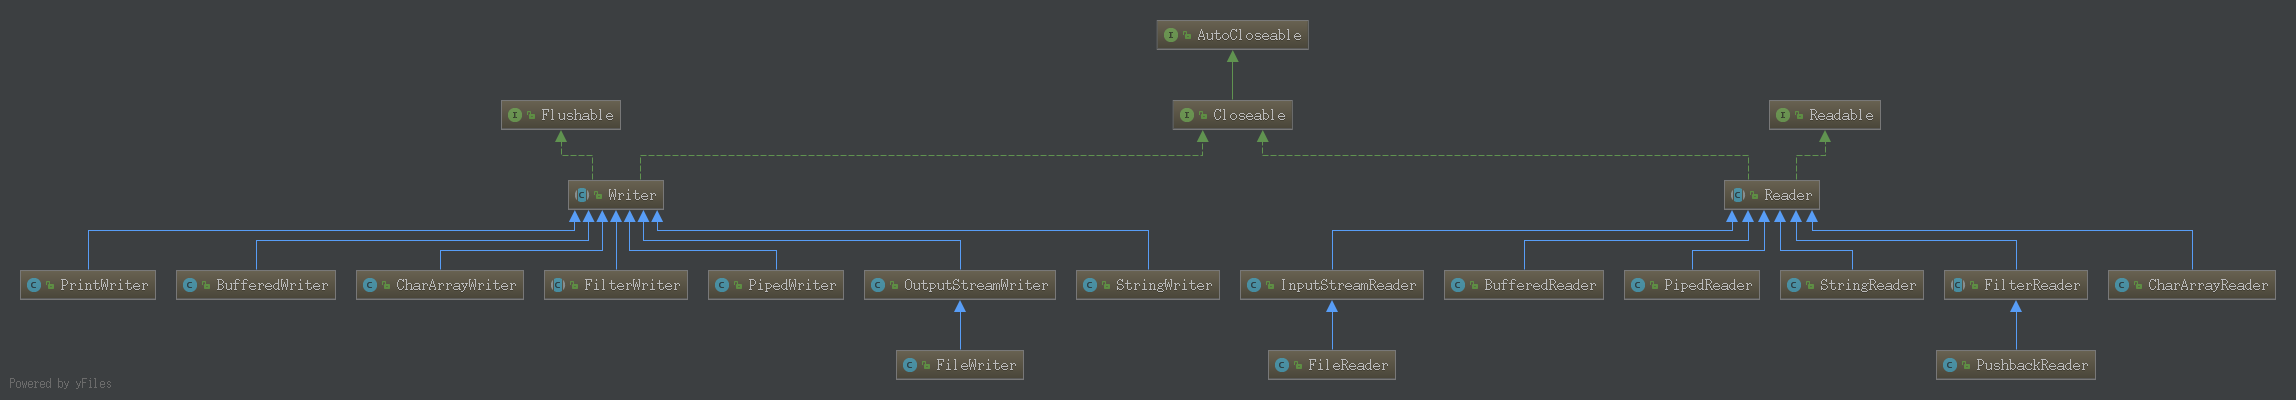 AutoCloseable
Flushable
Closeable
Readable
Writer
Reader
PrintWriter
BufferedWriter
CharArrayWriter
FilterWriter
PipedWriter
OutputStreamWriter
StringWriter
InputStreamReader
BufferedReader
PipedReader
StringReader
FilterReader
CharArrayReader
FileWriter
FileReader
PushbackReader
Powered by yFiles